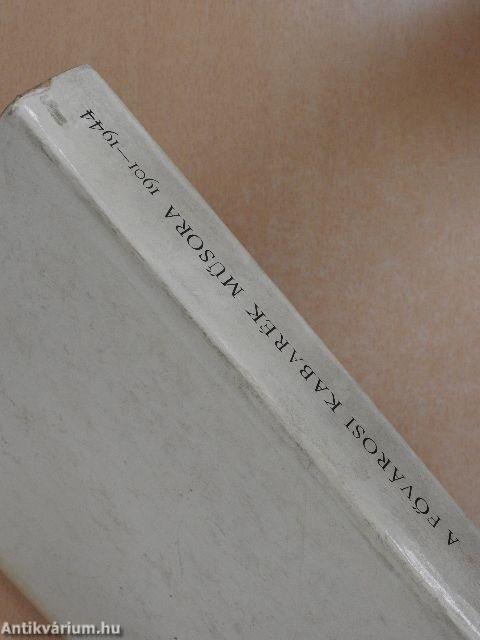 A FŐVÁROSI KABARÉK MŰSORA 1901—1944
Antikvárium.hu